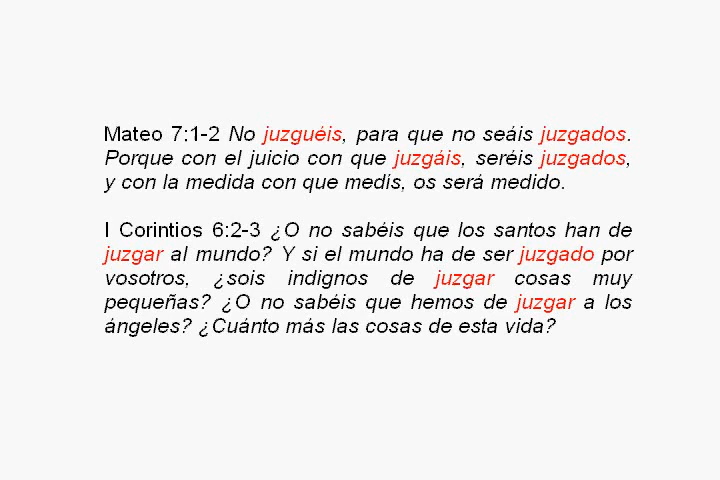 Mateo 7:1-2 No juzguéis, para que no seáis juzgados.
Porque con el juicio con que juzgáis, seréis juzgados,
y con la medida con que medís, os será medido.
I Corintios 6:2-3 ¿O no sabéis que los santos han de
juzgar al mundo? Y si el mundo ha de ser juzgado por
vosotros, ¿sois indignos de juzgar cosas muy
pequeñas? ¿O no sabéis que hemos de juzgar a los
ángeles? ¿Cuánto más las cosas de esta vida?